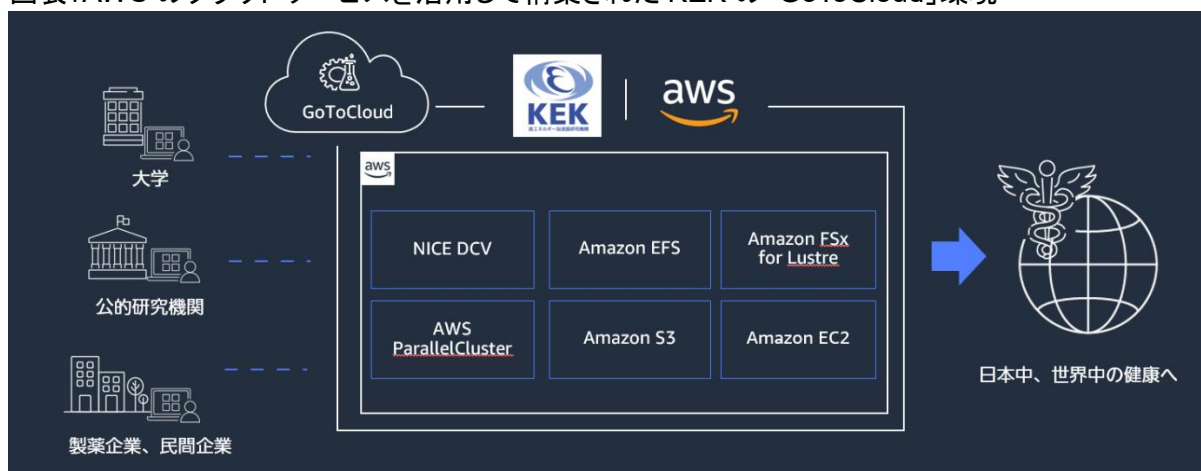 GoToCloud
KEK
aws
大学
公的研究機関
製薬企業、民間企業
aws
NICE DCV
Amazon EFS
Amazon FSx
for Lustre
AWS
ParallelCluster
Amazon S3
Amazon EC2
日本中、世界中の健康へ